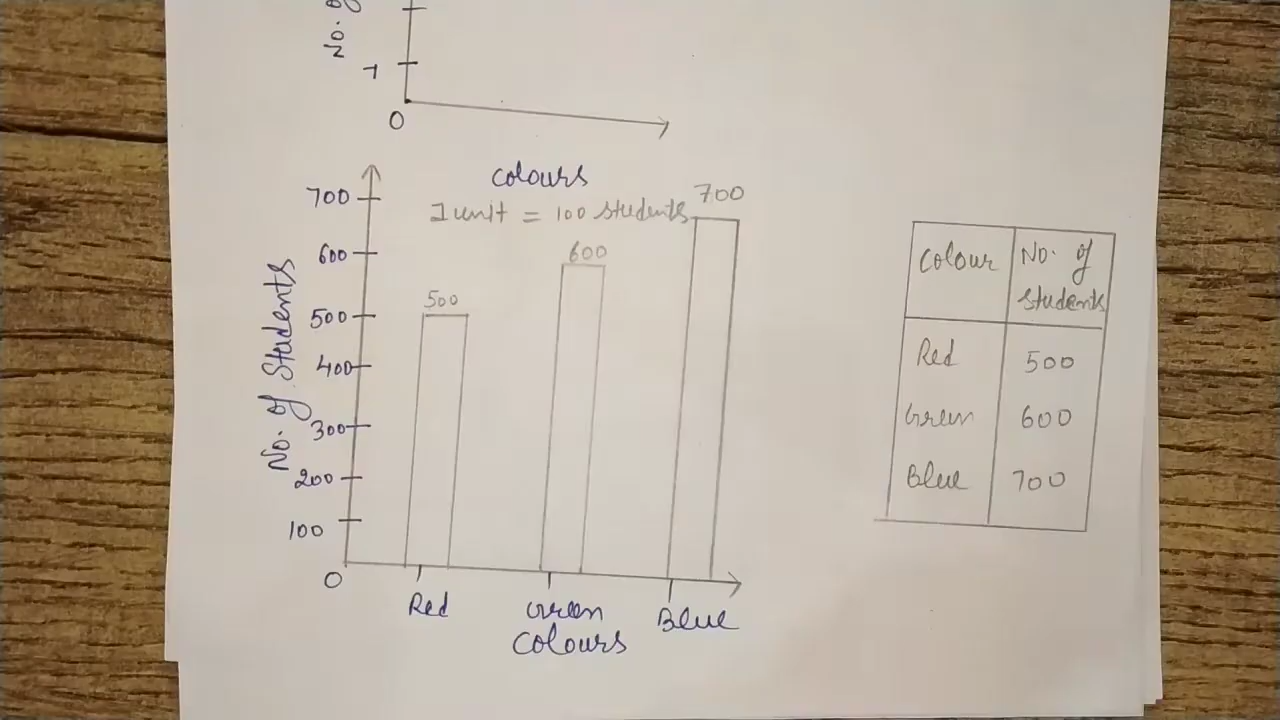 No. of
1
0
colours
1 unit = 100 students
700
600
500
400
300
200
100
0
No. of Students
500
600
700
Red
Green
Blue
colours
Colour
No. of
students
Red
500
Green
600
Blue
700